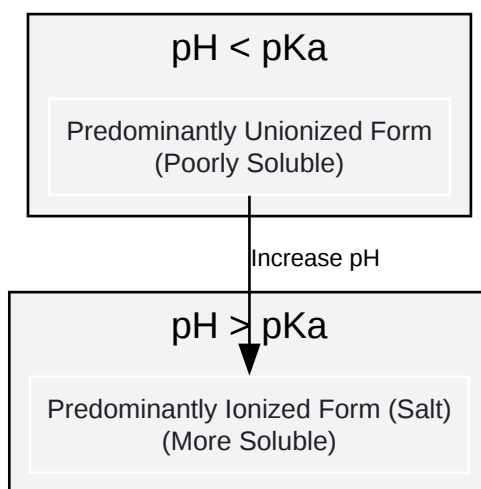 pH < pKa
Predominantly Unionized Form
(Poorly Soluble)
Increase pH
pH > pKa
Predominantly Ionized Form (Salt)
(More Soluble)